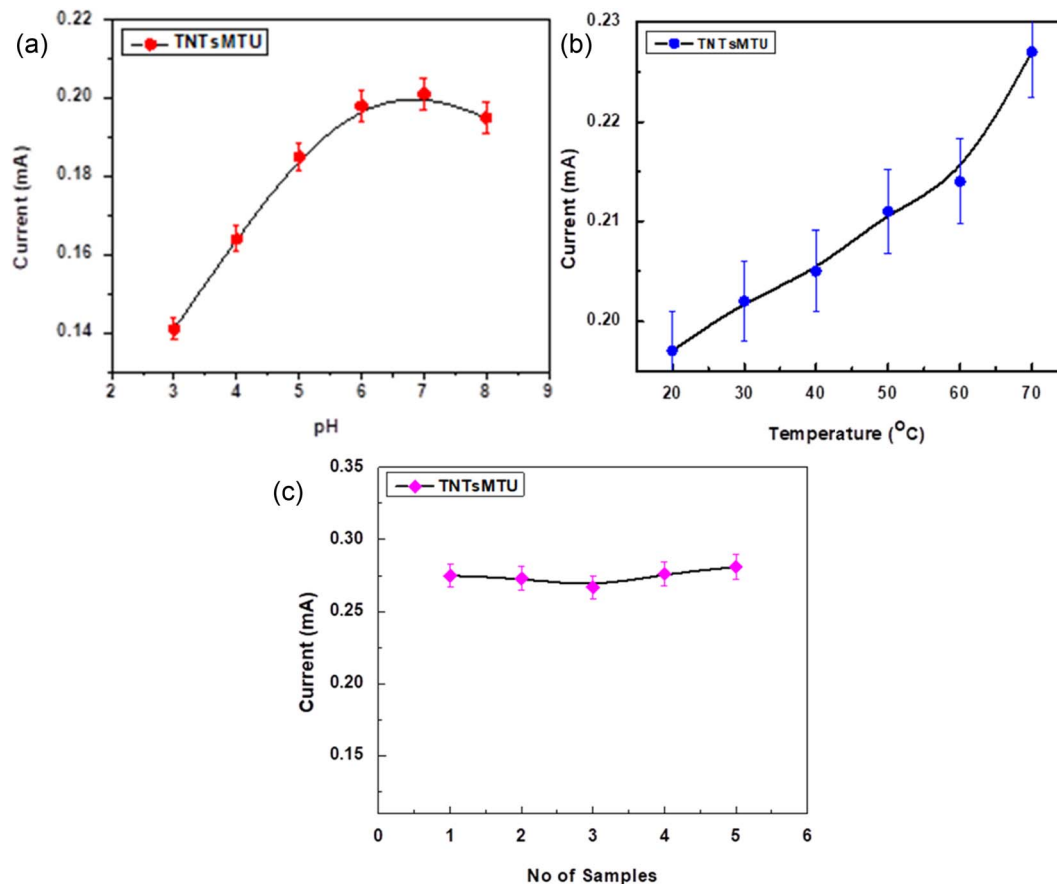 (a)
TNTsMTU
0.22
0.20
0.18
0.16
0.14
Current (mA)
2 3 4 5 6 7 8 9
pH
(b)
TNTsMTU
0.23
0.22
0.21
0.20
Current (mA)
20 30 40 50 60 70
Temperature (°C)
(c)
TNTsMTU
0.35
0.30
0.25
0.20
0.15
Current (mA)
0 1 2 3 4 5 6
No of Samples